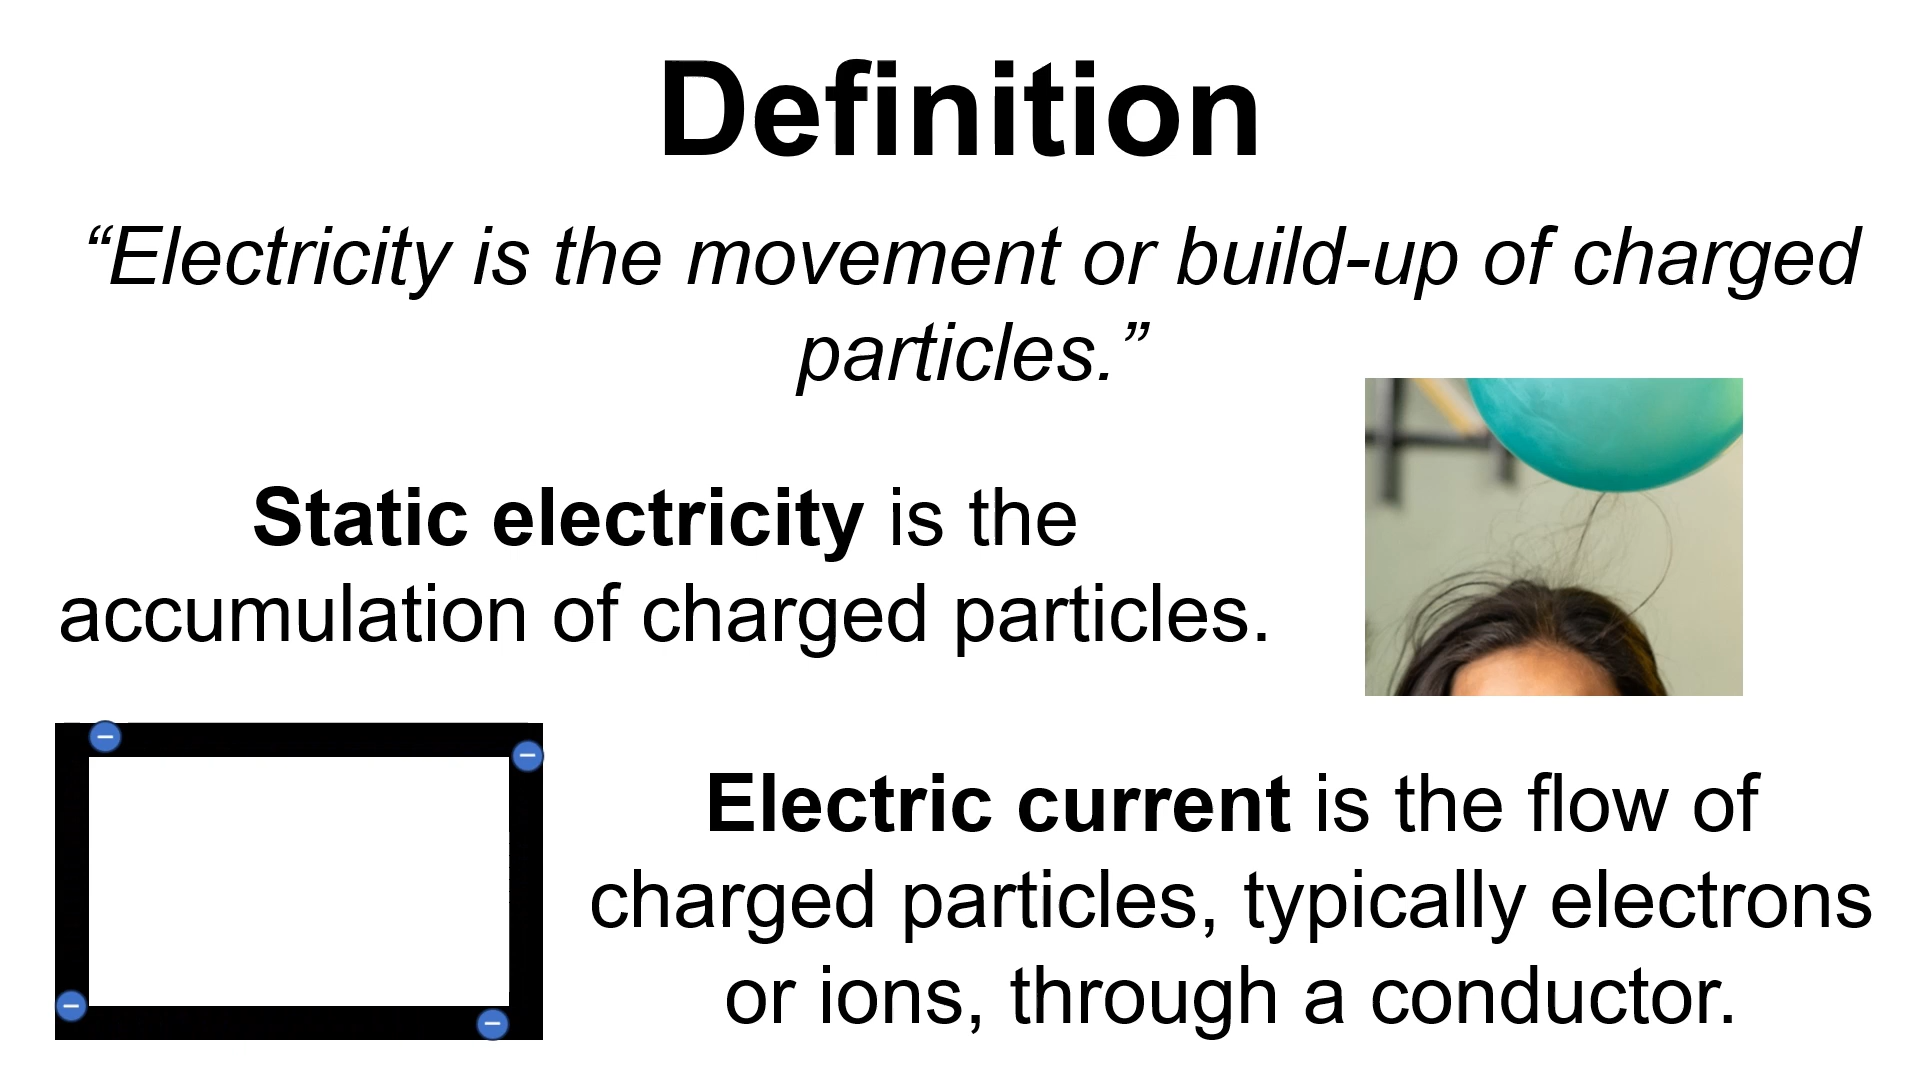 Definition
“Electricity is the movement or build-up of charged
particles.”
Static electricity is the
accumulation of charged particles.
Electric current is the flow of
charged particles, typically electrons
or ions, through a conductor.